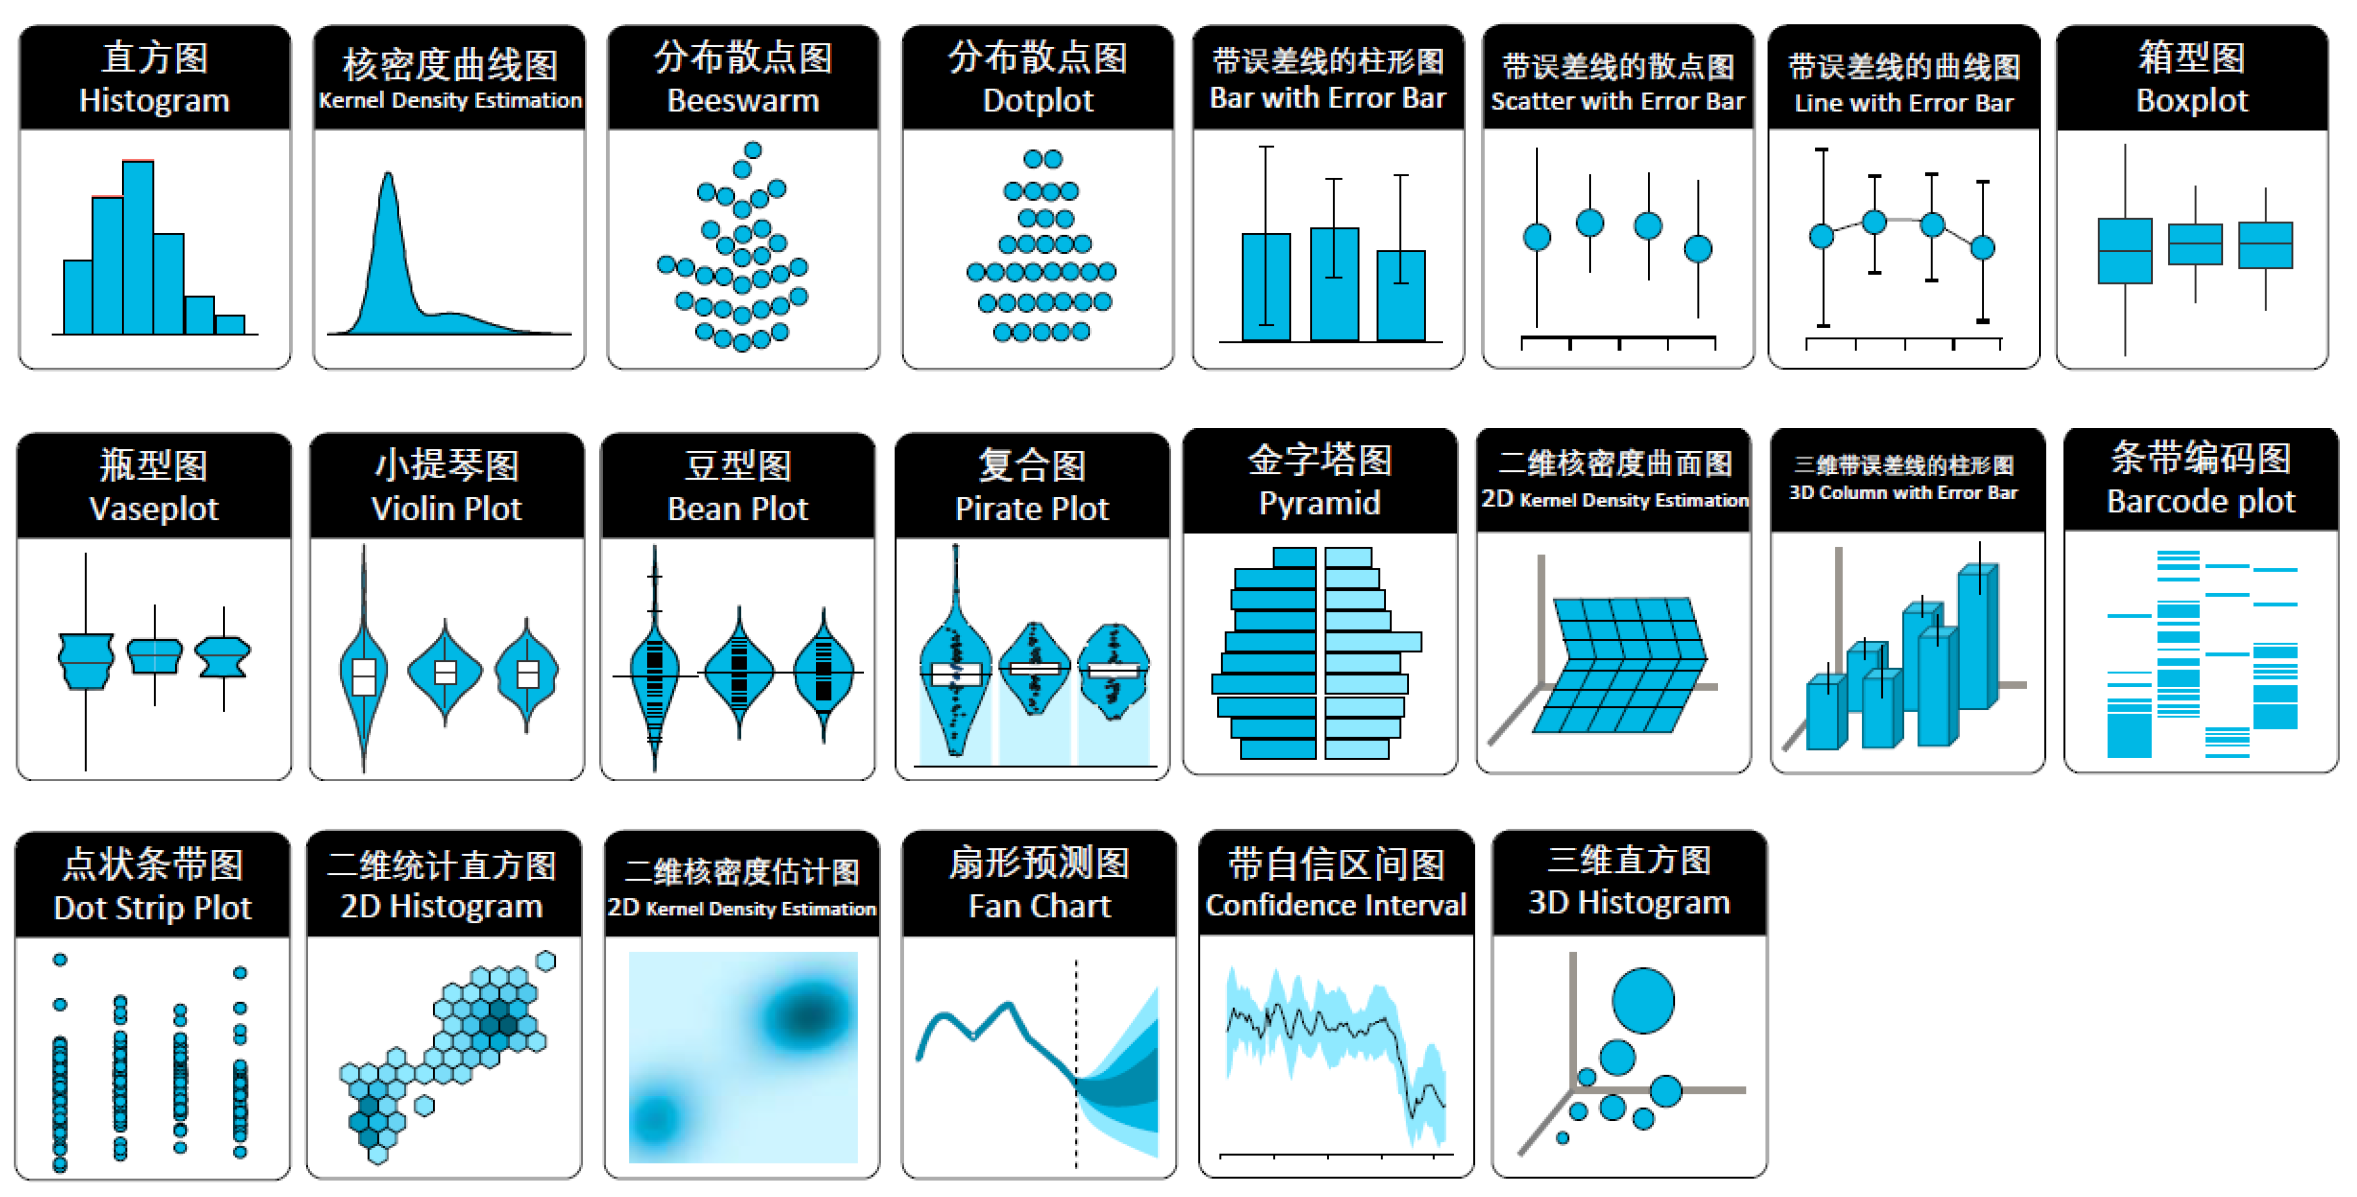 直方图
Histogram
核密度曲线图
Kernel Density Estimation
分布散点图
Beeswarm
分布散点图
Dotplot
带误差线的柱形图
Bar with Error Bar
带误差线的散点图
Scatter with Error Bar
带误差线的曲线图
Line with Error Bar
箱型图
Boxplot
瓶型图
Vaseplot
小提琴图
Violin Plot
豆型图
Bean Plot
复合图
Pirate Plot
金字塔图
Pyramid
二维核密度曲面图
2D Kernel Density Estimation
三维带误差线的柱形图
3D Column with Error Bar
条带编码图
Barcode plot
点状条带图
Dot Strip Plot
二维统计直方图
2D Histogram
二维核密度估计图
2D Kernel Density Estimation
扇形预测图
Fan Chart
带自信区间图
Confidence Interval
三维直方图
3D Histogram